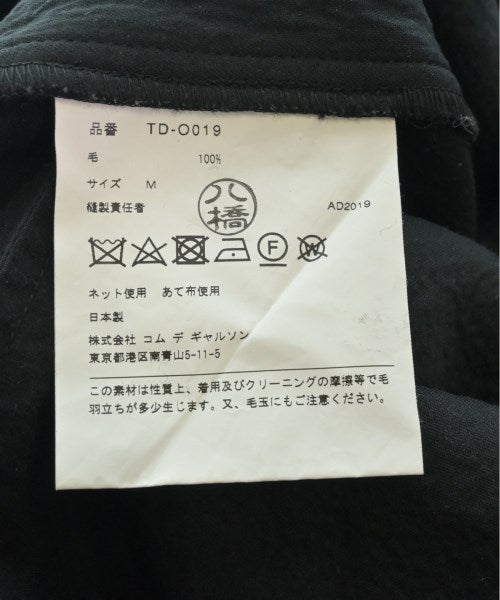 品番 TD-O019
毛 100%
サイズ M
縫製責任者 八橋 AD2019
F W
ネット使用 あて布使用
日本製
株式会社 コム デ ギャルソン
東京都港区南青山5-11-5
この素材は性質上、着用及びクリーニングの摩擦等で毛
羽立ちが多少生じます。又、毛玉にもご注意ください。